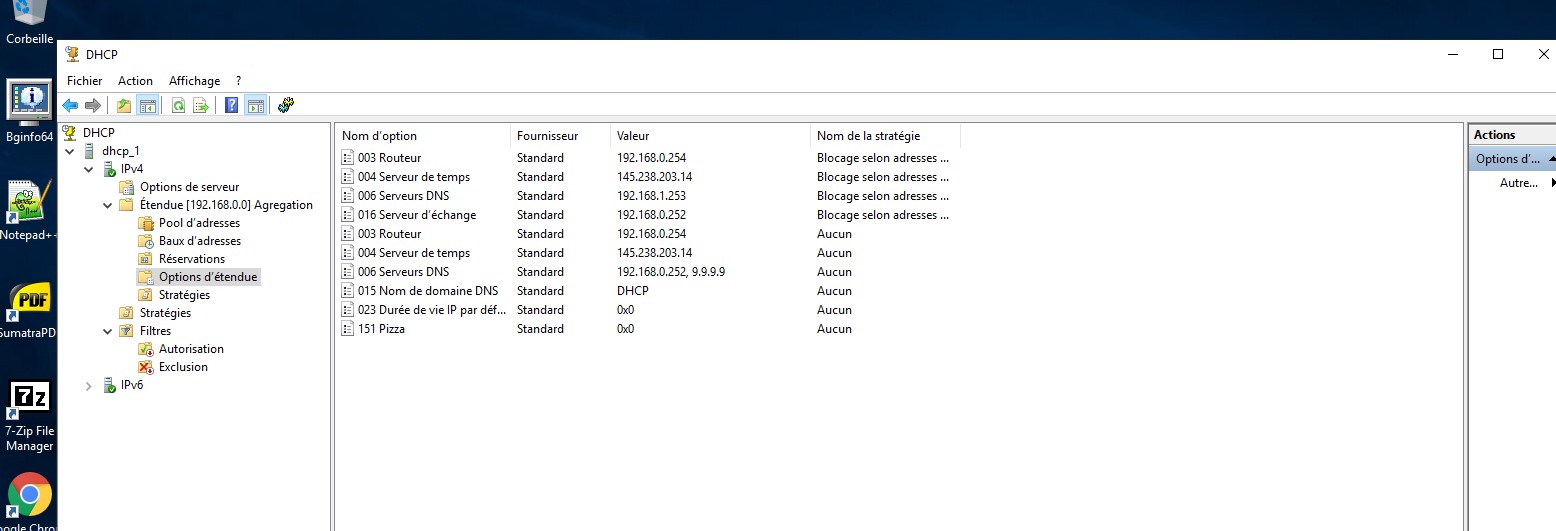 Corbeille
DHCP
Fichier Action Affichage ?
Bginfo64
DHCP
dhcp_1
IPv4
Options de serveur
Étendue [192.168.0.0] Agregation
Pool d'adresses
Baux d'adresses
Réservations
Options d'étendue
Stratégies
Stratégies
Filtres
Autorisation
Exclusion
IPv6
Nom d'option Fournisseur Valeur Nom de la stratégie
003 Routeur Standard 192.168.0.254 Blocage selon adresses ...
004 Serveur de temps Standard 145.238.203.14 Blocage selon adresses ...
006 Serveurs DNS Standard 192.168.1.253 Blocage selon adresses ...
016 Serveur d'échange Standard 192.168.0.252 Blocage selon adresses ...
003 Routeur Standard 192.168.0.254 Aucun
004 Serveur de temps Standard 145.238.203.14 Aucun
006 Serveurs DNS Standard 192.168.0.252, 9.9.9.9 Aucun
015 Nom de domaine DNS Standard DHCP Aucun
023 Durée de vie IP par déf... Standard 0x0 Aucun
151 Pizza Standard 0x0 Aucun
Actions
Options d'...
Autre...
Notepad++
PDF
SumatraPD
7z
7-Zip File
Manager
oogle Chro